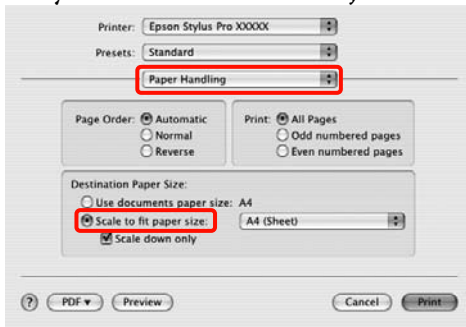 Printer: Epson Stylus Pro XXXXX
Presets: Standard
Paper Handling
Page Order: Automatic
Normal
Reverse
Print: All Pages
Odd numbered pages
Even numbered pages
Destination Paper Size:
Use documents paper size: A4
Scale to fit paper size: A4 (Sheet)
Scale down only
? PDF Preview Cancel Print